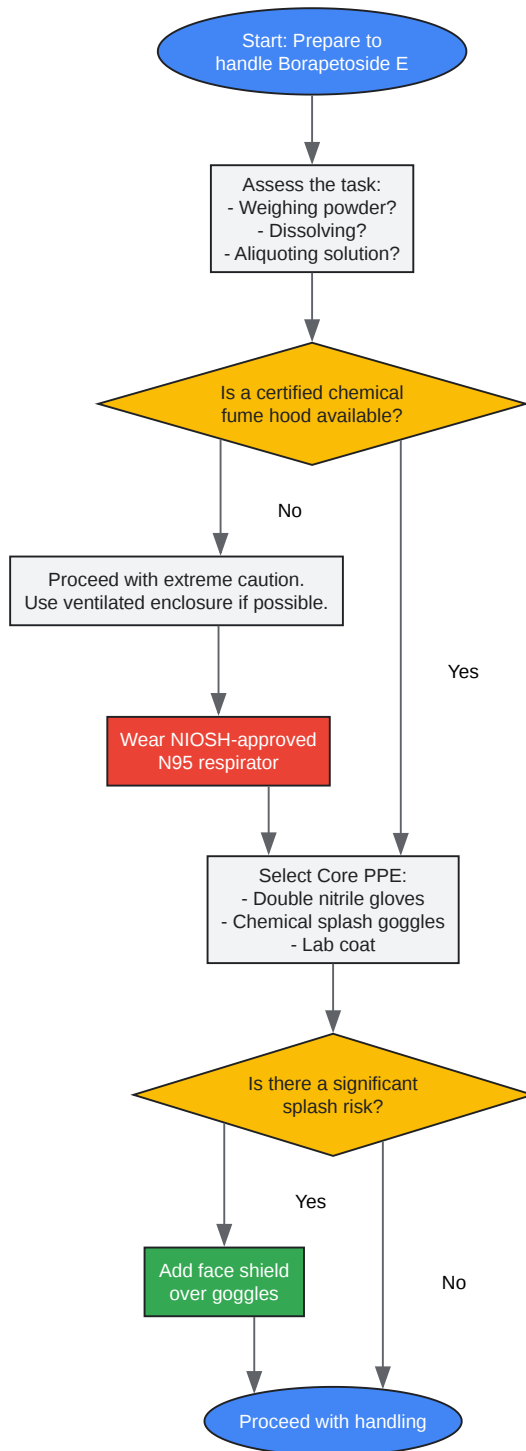 Start: Prepare to
handle Borapetoside E
Assess the task:
- Weighing powder?
- Dissolving?
- Aliquoting solution?
Is a certified chemical
fume hood available?
No
Proceed with extreme caution.
Use ventilated enclosure if possible.
Yes
Wear NIOSH-approved
N95 respirator
Select Core PPE:
- Double nitrile gloves
- Chemical splash goggles
- Lab coat
Is there a significant
splash risk?
Yes
Add face shield
over goggles
No
Proceed with handling